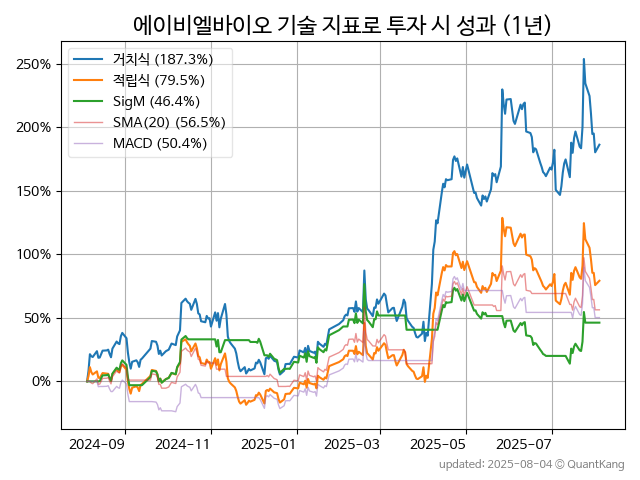 에이비엘바이오 기술 지표로 투자 시 성과 (1년)
거치식 (187.3%)
적립식 (79.5%)
SigM (46.4%)
SMA(20) (56.5%)
MACD (50.4%)
250%
200%
150%
100%
50%
0%
2024-09 2024-11 2025-01 2025-03 2025-05 2025-07
updated: 2025-08-04 © QuantKang